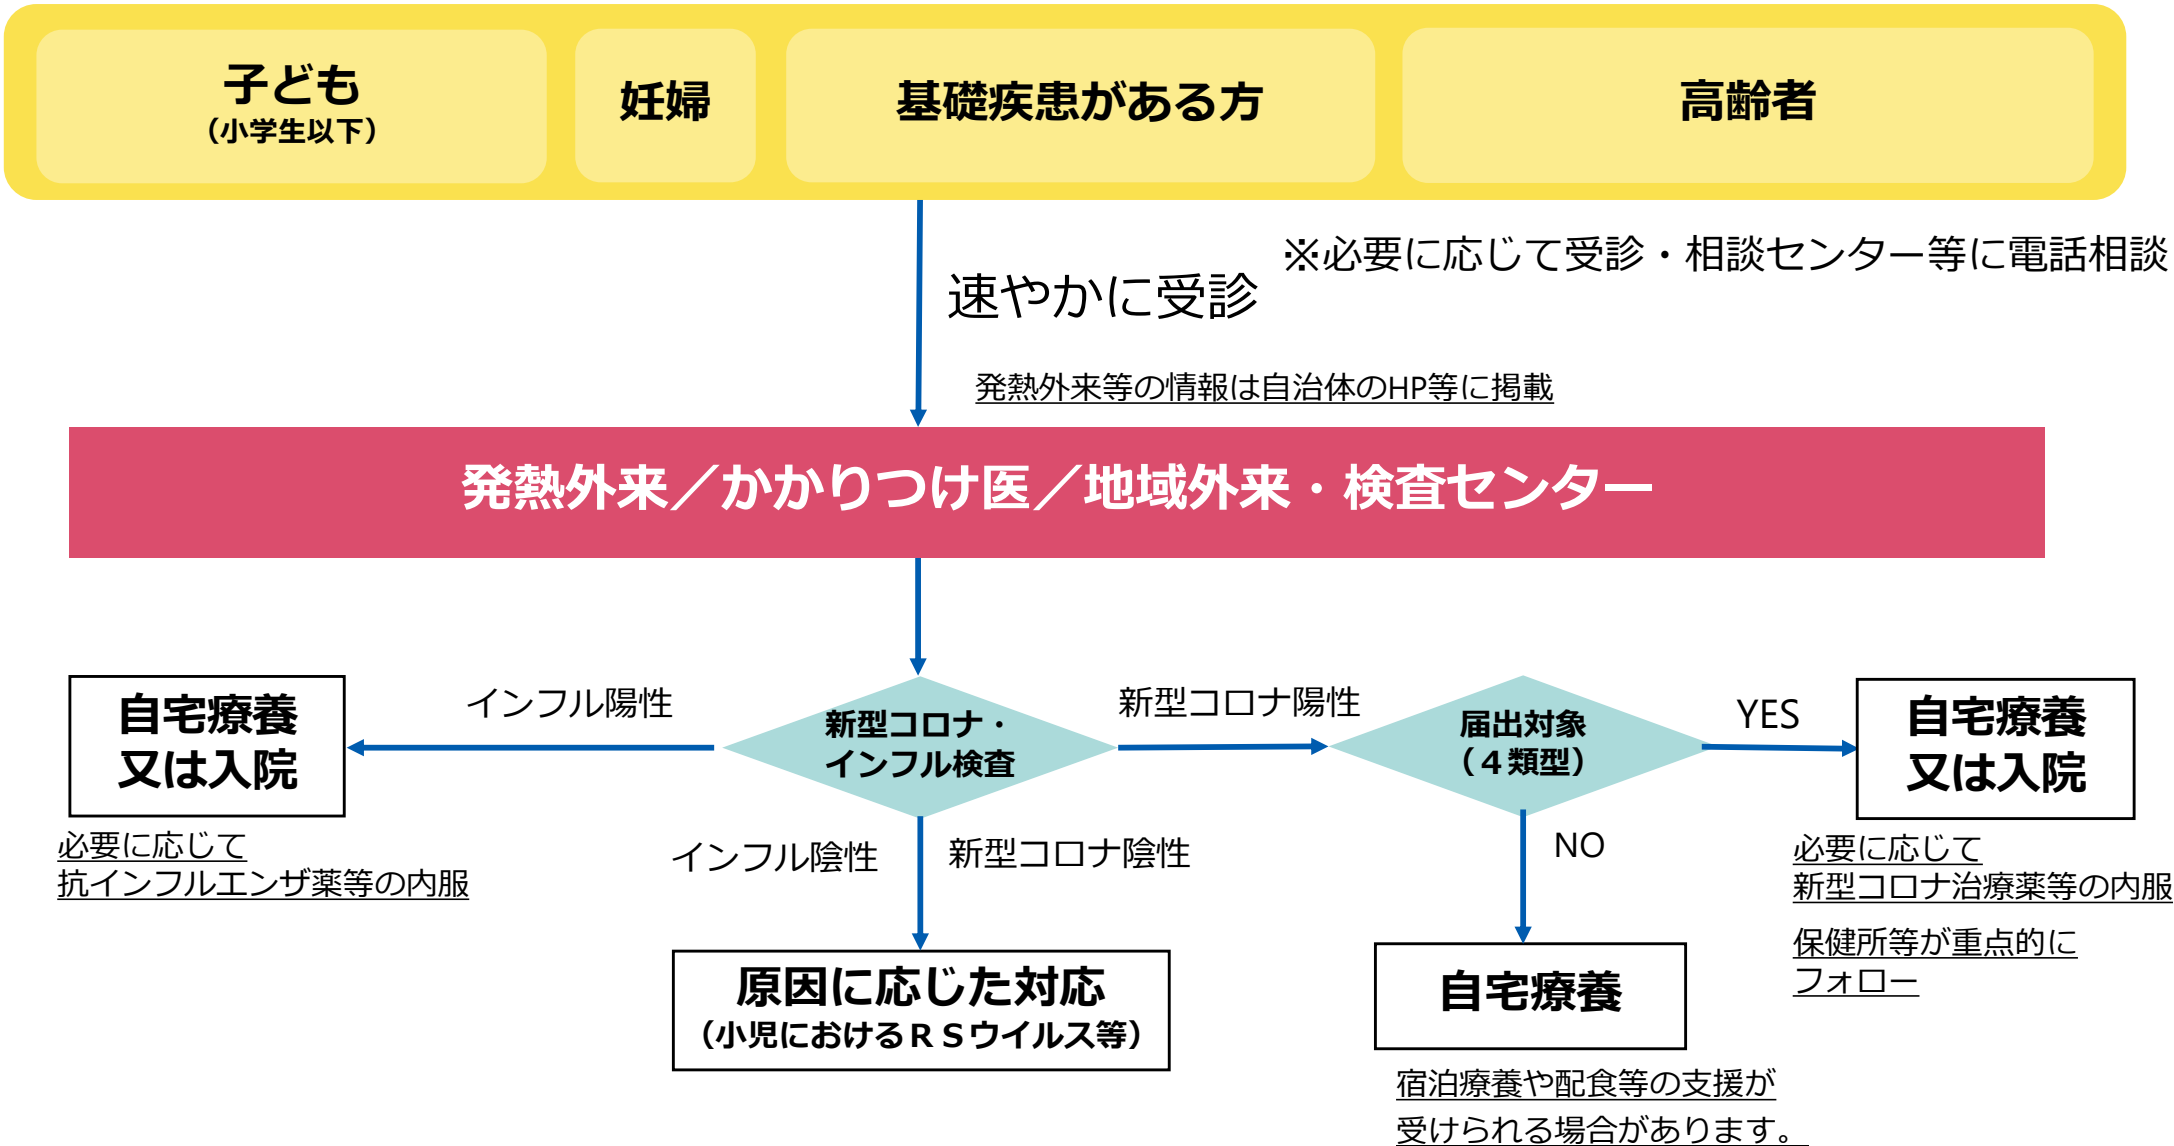 子ども
（小学生以下）
妊婦
基礎疾患がある方
高齢者
※必要に応じて受診・相談センター等に電話相談
速やかに受診
発熱外来等の情報は自治体のHP等に掲載
発熱外来／かかりつけ医／地域外来・検査センター
インフル陽性
新型コロナ・
インフル検査
新型コロナ陽性
届出対象
（４類型）
YES
自宅療養
又は入院
自宅療養
又は入院
必要に応じて
抗インフルエンザ薬等の内服
インフル陰性
新型コロナ陰性
NO
必要に応じて
新型コロナ治療薬等の内服
保健所等が重点的に
フォロー
原因に応じた対応
（小児におけるＲＳウイルス等）
自宅療養
宿泊療養や配食等の支援が
受けられる場合があります。